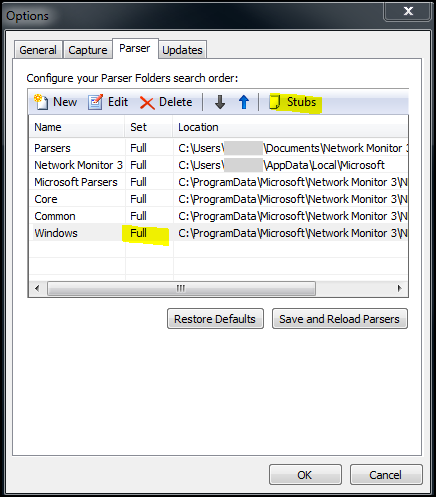 Options
General Capture Parser Updates
Configure your Parser Folders search order:
New Edit Delete Stubs
Name Set Location
Parsers Full C:\Users\ \Documents\Network Monitor 3
Network Monitor 3 Full C:\Users\ \AppData\Local\Microsoft
Microsoft Parsers Full C:\ProgramData\Microsoft\Network Monitor 3\N
Core Full C:\ProgramData\Microsoft\Network Monitor 3\N
Common Full C:\ProgramData\Microsoft\Network Monitor 3\N
Windows Full C:\ProgramData\Microsoft\Network Monitor 3\N
Restore Defaults Save and Reload Parsers
OK Cancel